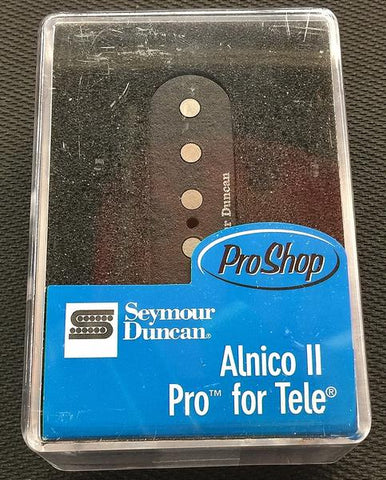 r Duncan
ProShop
Seymour
Duncan®
Alnico II
Pro™ for Tele®